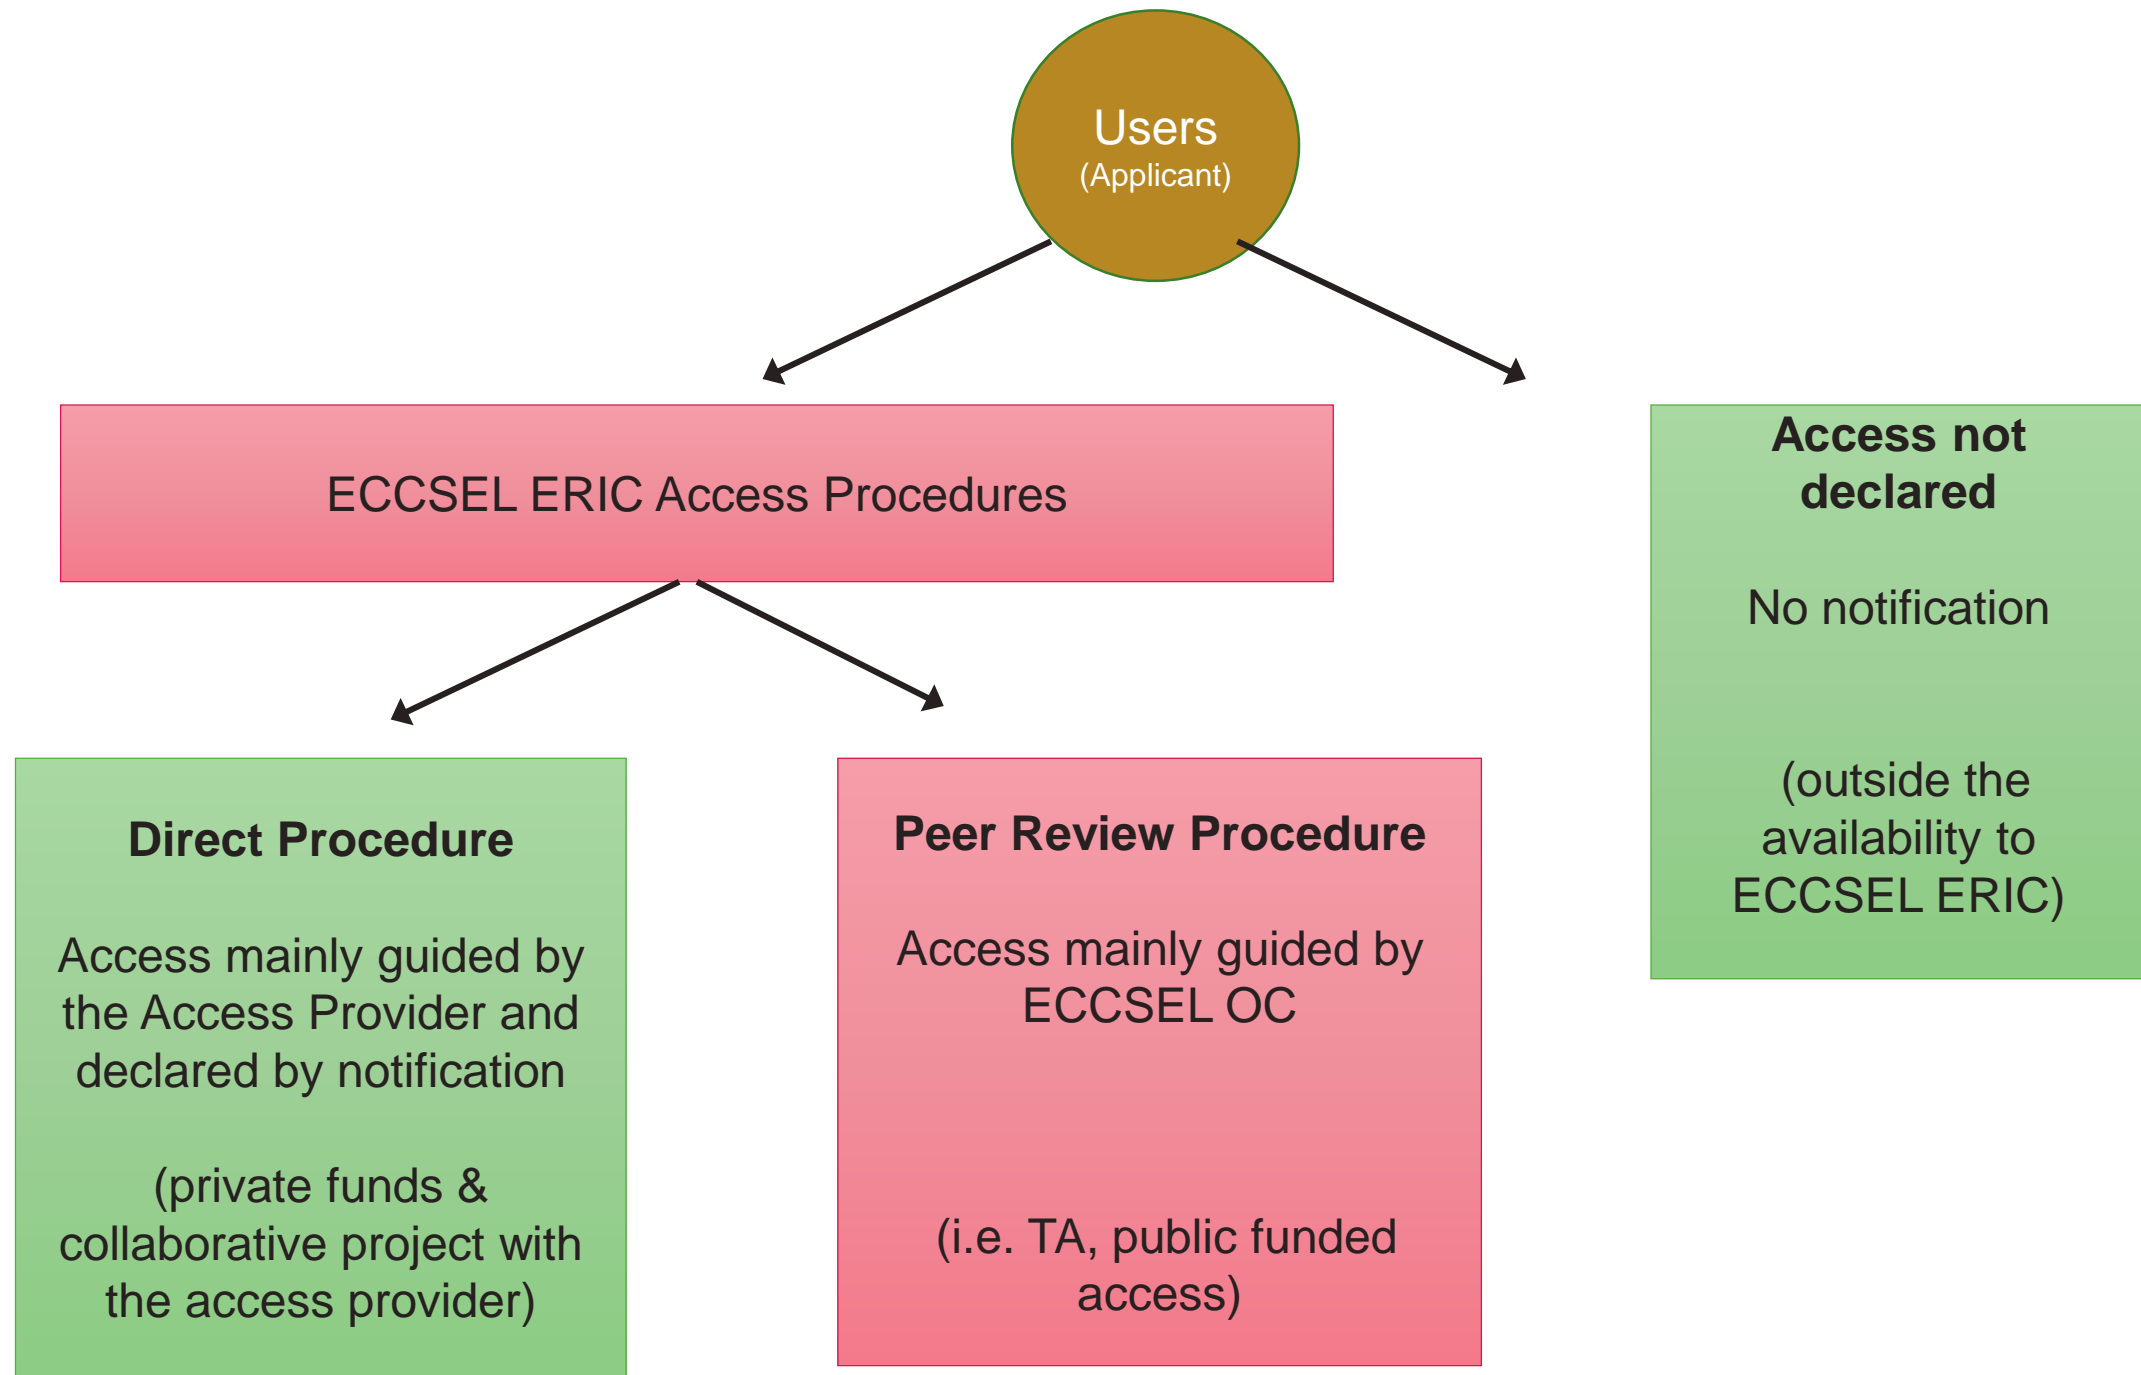 Users
(Applicant)
ECCSEL ERIC Access Procedures
Access not
declared
No notification
(outside the
availability to
ECCSEL ERIC)
Direct Procedure
Access mainly guided by
the Access Provider and
declared by notification
(private funds &
collaborative project with
the access provider)
Peer Review Procedure
Access mainly guided by
ECCSEL OC
(i.e. TA, public funded
access)